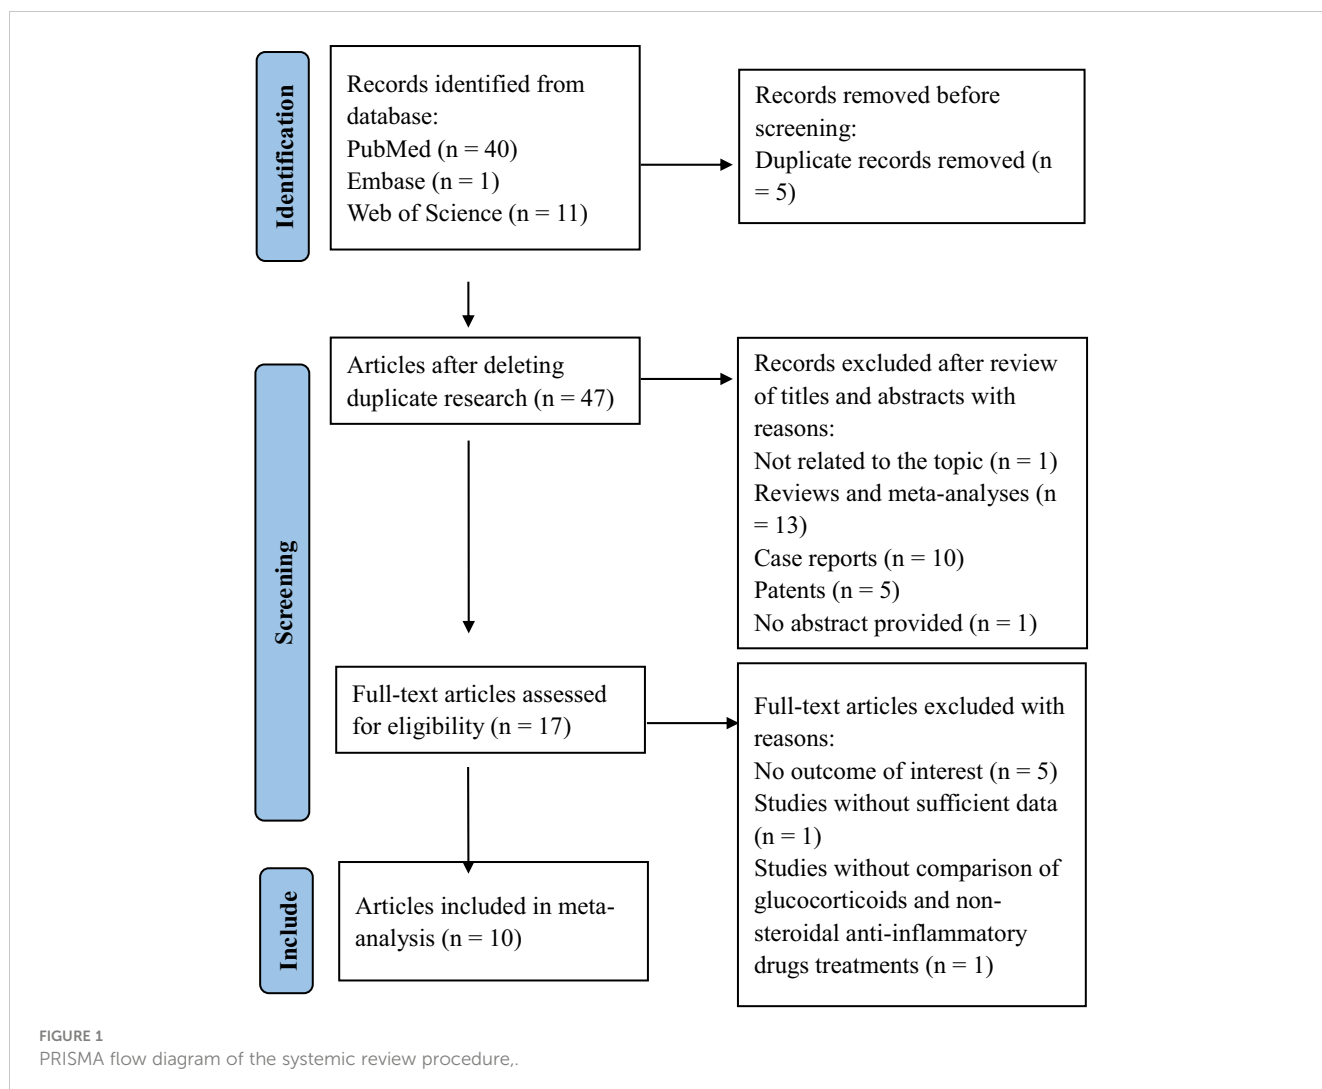 Identification
Records identified from
database:
PubMed (n = 40)
Embase (n = 1)
Web of Science (n = 11)
Records removed before
screening:
Duplicate records removed (n
= 5)
Screening
Articles after deleting
duplicate research (n = 47)
Records excluded after review
of titles and abstracts with
reasons:
Not related to the topic (n = 1)
Reviews and meta-analyses (n
= 13)
Case reports (n = 10)
Patents (n = 5)
No abstract provided (n = 1)
Full-text articles assessed
for eligibility (n = 17)
Full-text articles excluded with
reasons:
No outcome of interest (n = 5)
Studies without sufficient data
(n = 1)
Studies without comparison of
glucocorticoids and non-
steroidal anti-inflammatory
drugs treatments (n = 1)
Include
Articles included in meta-
analysis (n = 10)
FIGURE 1
PRISMA flow diagram of the systemic review procedure,.